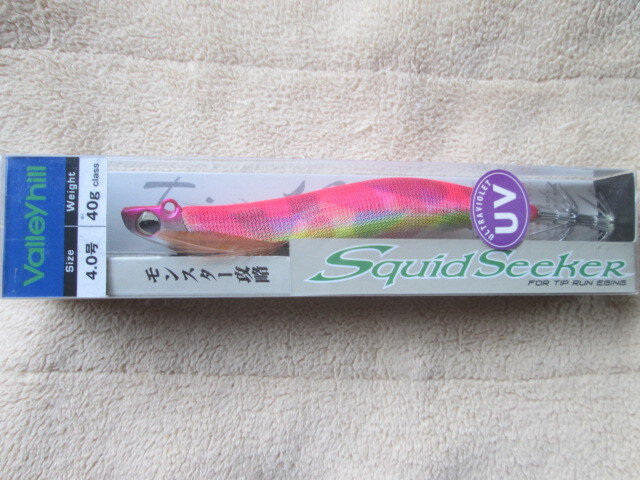 Valleyhill
Size
Weight
4.0号
40g class
モンスター攻略
ULTRAVIOLET
UV
Squid Seeker
FOR TIP RUN EGING